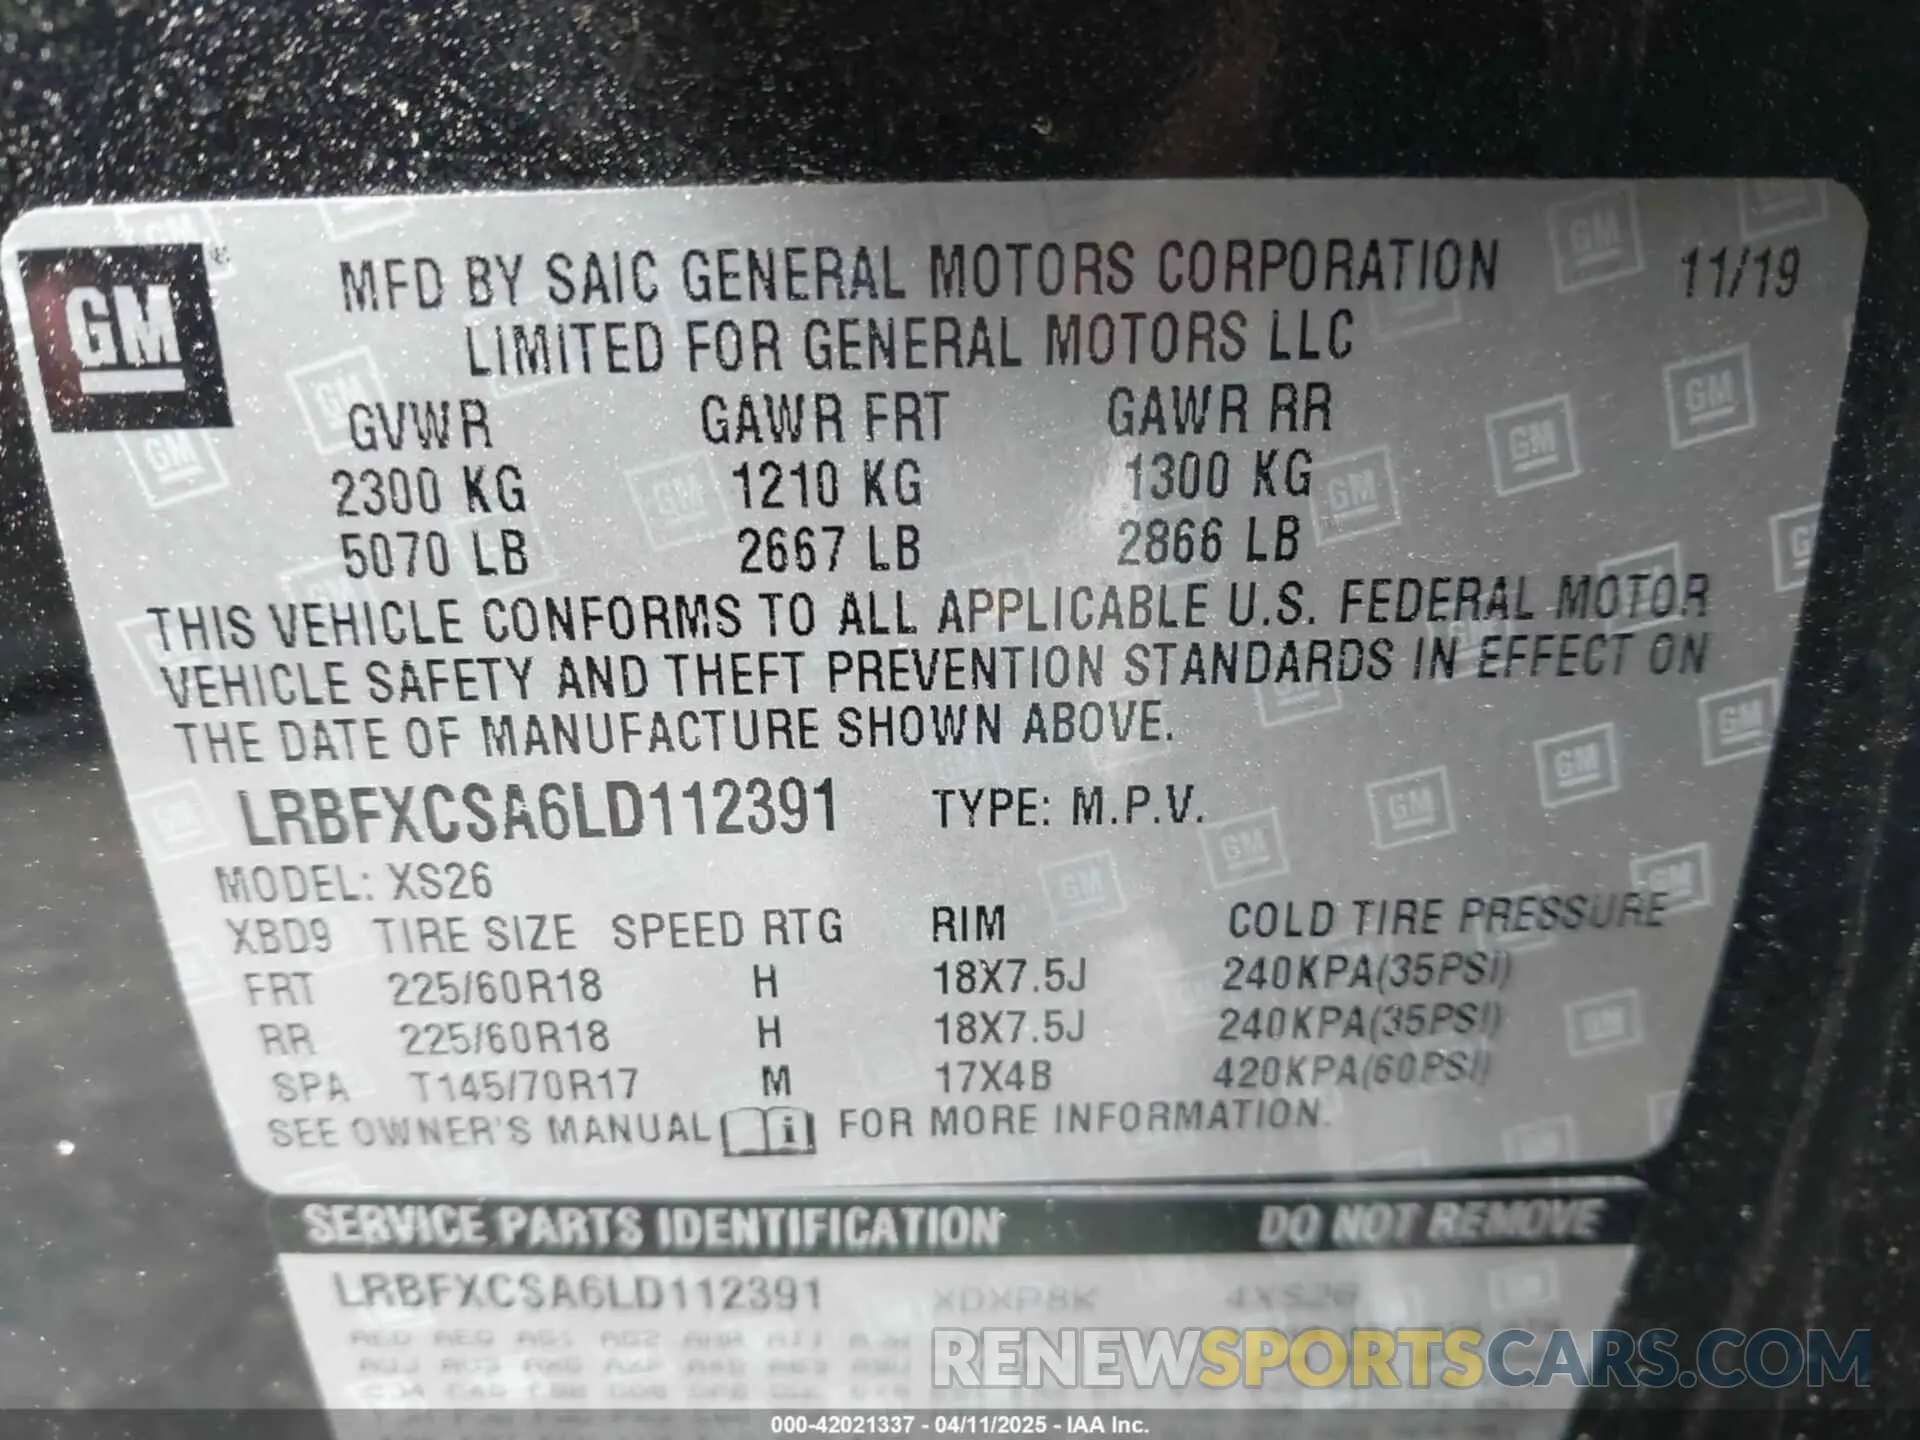 GM ®
MFD BY SAIC GENERAL MOTORS CORPORATION 11/19
LIMITED FOR GENERAL MOTORS LLC
GVWR GAWR FRT GAWR RR
2300 KG 1210 KG 1300 KG
5070 LB 2667 LB 2866 LB
THIS VEHICLE CONFORMS TO ALL APPLICABLE U.S. FEDERAL MOTOR
VEHICLE SAFETY AND THEFT PREVENTION STANDARDS IN EFFECT ON
THE DATE OF MANUFACTURE SHOWN ABOVE.
LRBFXCSA6LD112391 TYPE: M.P.V.
MODEL: XS26
XBD9 TIRE SIZE SPEED RTG RIM COLD TIRE PRESSURE
FRT 225/60R18 H 18X7.5J 240KPA(35PSI)
RR 225/60R18 H 18X7.5J 240KPA(35PSI)
SPA T145/70R17 M 17X4B 420KPA(60PSI)
SEE OWNER'S MANUAL i FOR MORE INFORMATION.
SERVICE PARTS IDENTIFICATION DO NOT REMOVE
LRBFXCSA6LD112391 XDXP8K 4XS26
RENEWSPORTSCARS.COM
000-42021337 - 04/11/2025 - IAA Inc.